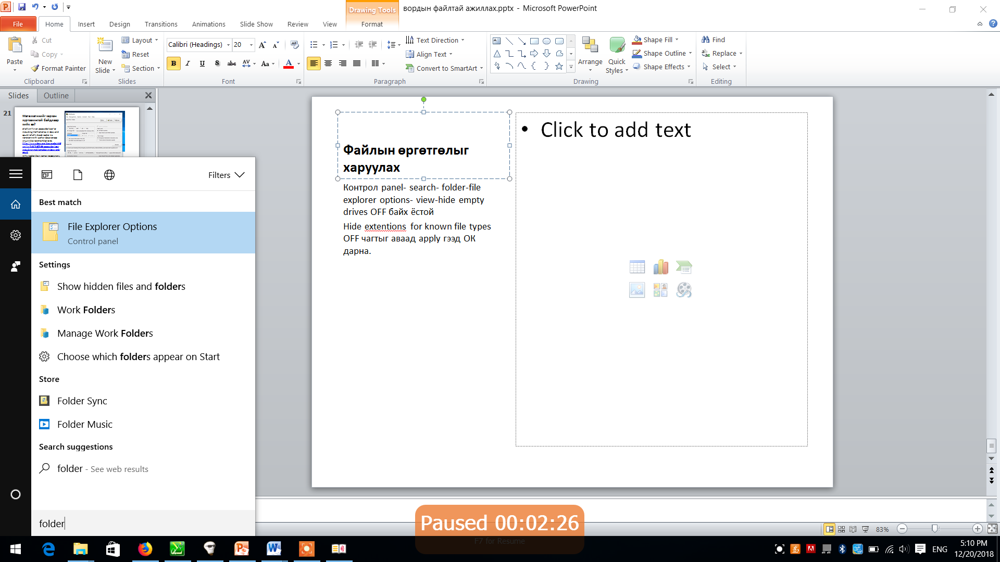 Drawing Tools
вордын файлтай ажиллах.pptx - Microsoft PowerPoint
File Home Insert Design Transitions Animations Slide Show Review View Format
Paste
Cut
Copy
Format Painter
Clipboard
New Slide
Layout
Reset
Section
Slides
Calibri (Headings) 20
Font
Text Direction
Align Text
Convert to SmartArt
Paragraph
Arrange
Quick Styles
Shape Fill
Shape Outline
Shape Effects
Drawing
Find
Replace
Select
Editing
Slides Outline
21
Файлын өргөтгөлыг
харуулах
Контрол panel- search- folder-file
explorer options- view-hide empty
drives OFF байх ёстой
Hide extentions for known file types
OFF чагтыг аваад apply гээд ОК
дарна.
• Click to add text
Filters
Best match
File Explorer Options
Control panel
Settings
Show hidden files and folders
Work Folders
Manage Work Folders
Choose which folders appear on Start
Store
Folder Sync
Folder Music
Search suggestions
folder - See web results
folder
Paused 00:02:26
F7 for Resume
83%
ENG
5:10 PM
12/20/2018